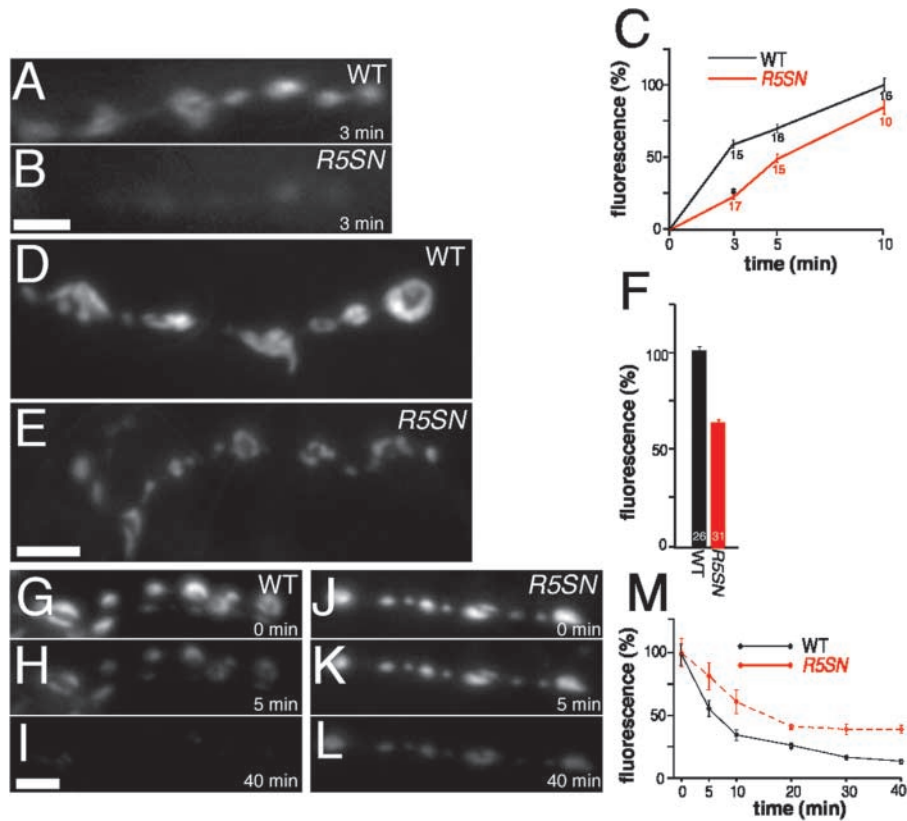 A
WT
3 min
B
R5SN
3 min
C
WT
R5SN
fluorescence (%)
100
50
0
15
16
16
17
15
10
0
3
5
10
time (min)
D
WT
E
R5SN
F
fluorescence (%)
100
50
0
26
31
WT
R5SN
G
WT
0 min
H
5 min
I
40 min
J
R5SN
0 min
K
5 min
L
40 min
M
WT
R5SN
fluorescence (%)
100
50
0
0
5
10
20
30
40
time (min)